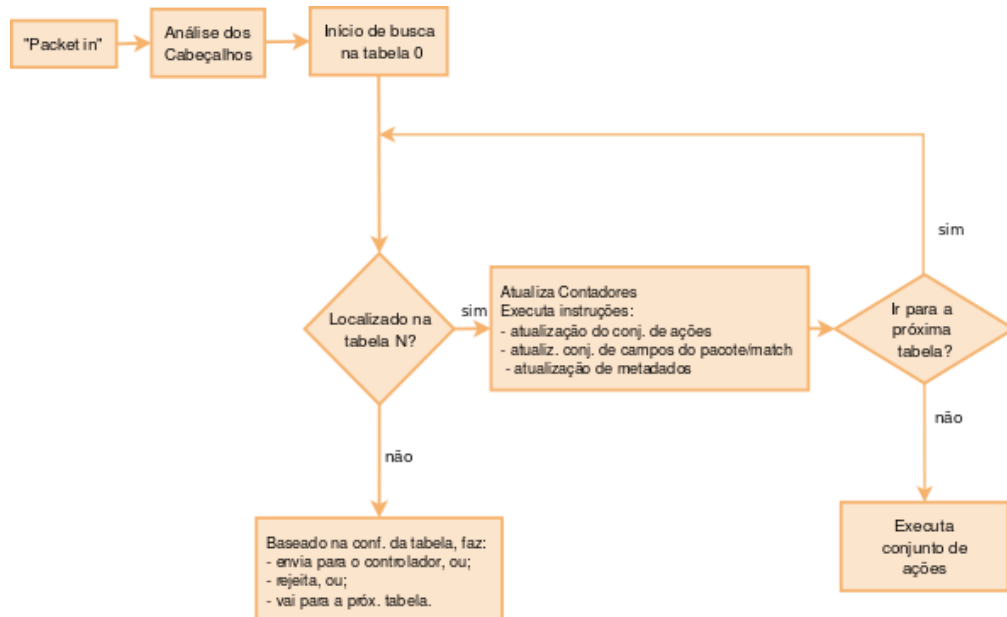 "Packet in"
Análise dos
Cabeçalhos
Início de busca
na tabela 0
sim
Localizado na
tabela N?
sim
Atualiza Contadores
Executa instruções:
- atualização do conj. de ações
- atualiz. conj. de campos do pacote/match
- atualização de metadados
Ir para a
próxima
tabela?
não
não
Baseado na conf. da tabela, faz:
- envia para o controlador, ou;
- rejeita, ou;
- vai para a próx. tabela.
Executa
conjunto de
ações